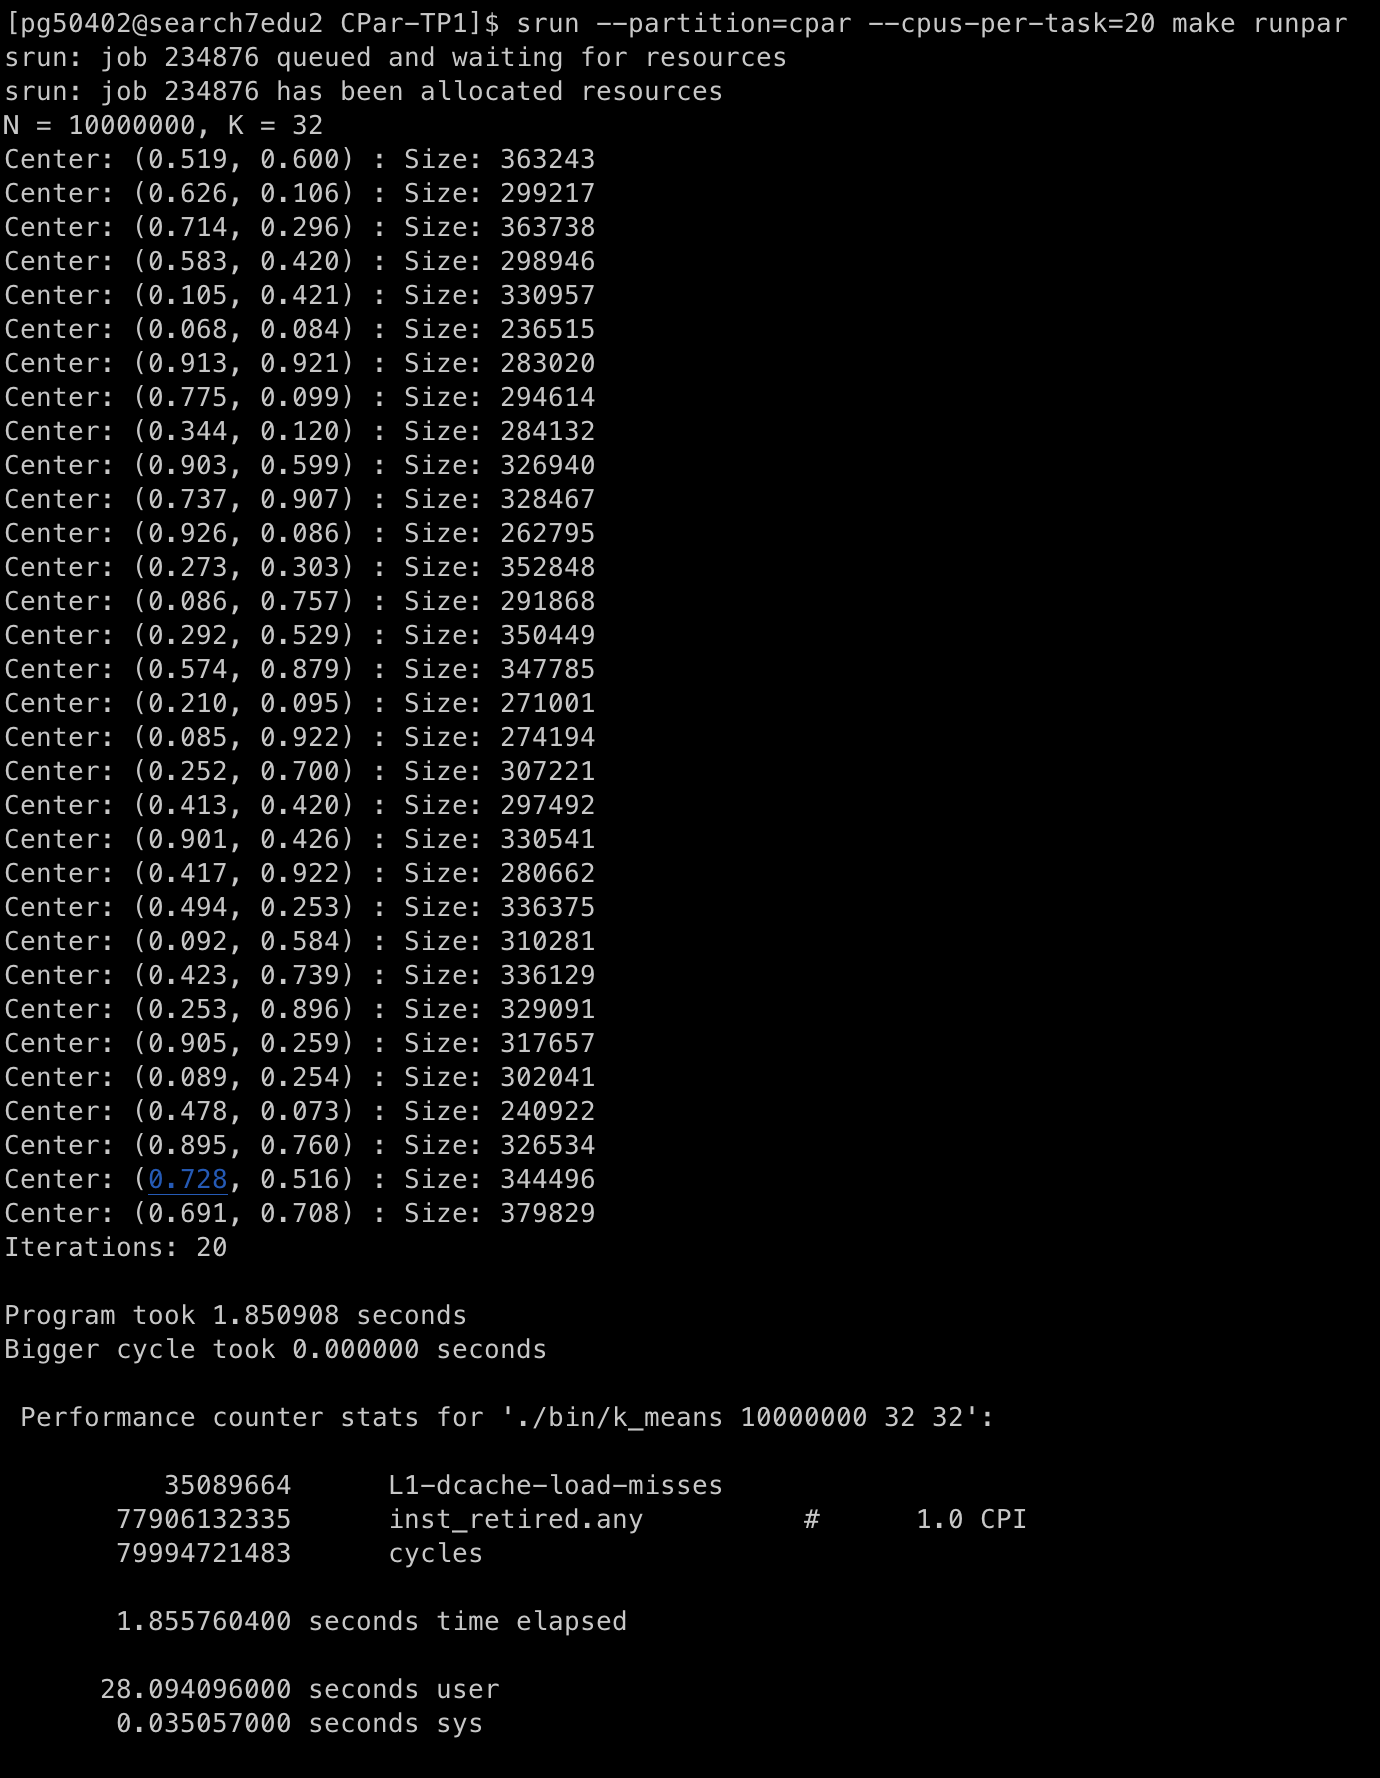 [pg50402@search7edu2 CPar-TP1]$ srun --partition=cpar --cpus-per-task=20 make runpar
srun: job 234876 queued and waiting for resources
srun: job 234876 has been allocated resources
N = 10000000, K = 32
Center: (0.519, 0.600) : Size: 363243
Center: (0.626, 0.106) : Size: 299217
Center: (0.714, 0.296) : Size: 363738
Center: (0.583, 0.420) : Size: 298946
Center: (0.105, 0.421) : Size: 330957
Center: (0.068, 0.084) : Size: 236515
Center: (0.913, 0.921) : Size: 283020
Center: (0.775, 0.099) : Size: 294614
Center: (0.344, 0.120) : Size: 284132
Center: (0.903, 0.599) : Size: 326940
Center: (0.737, 0.907) : Size: 328467
Center: (0.926, 0.086) : Size: 262795
Center: (0.273, 0.303) : Size: 352848
Center: (0.086, 0.757) : Size: 291868
Center: (0.292, 0.529) : Size: 350449
Center: (0.574, 0.879) : Size: 347785
Center: (0.210, 0.095) : Size: 271001
Center: (0.085, 0.922) : Size: 274194
Center: (0.252, 0.700) : Size: 307221
Center: (0.413, 0.420) : Size: 297492
Center: (0.901, 0.426) : Size: 330541
Center: (0.417, 0.922) : Size: 280662
Center: (0.494, 0.253) : Size: 336375
Center: (0.092, 0.584) : Size: 310281
Center: (0.423, 0.739) : Size: 336129
Center: (0.253, 0.896) : Size: 329091
Center: (0.905, 0.259) : Size: 317657
Center: (0.089, 0.254) : Size: 302041
Center: (0.478, 0.073) : Size: 240922
Center: (0.895, 0.760) : Size: 326534
Center: (0.728, 0.516) : Size: 344496
Center: (0.691, 0.708) : Size: 379829
Iterations: 20
Program took 1.850908 seconds
Bigger cycle took 0.000000 seconds
Performance counter stats for './bin/k_means 10000000 32 32':
35089664 L1-dcache-load-misses
77906132335 inst_retired.any # 1.0 CPI
79994721483 cycles
1.855760400 seconds time elapsed
28.094096000 seconds user
0.035057000 seconds sys